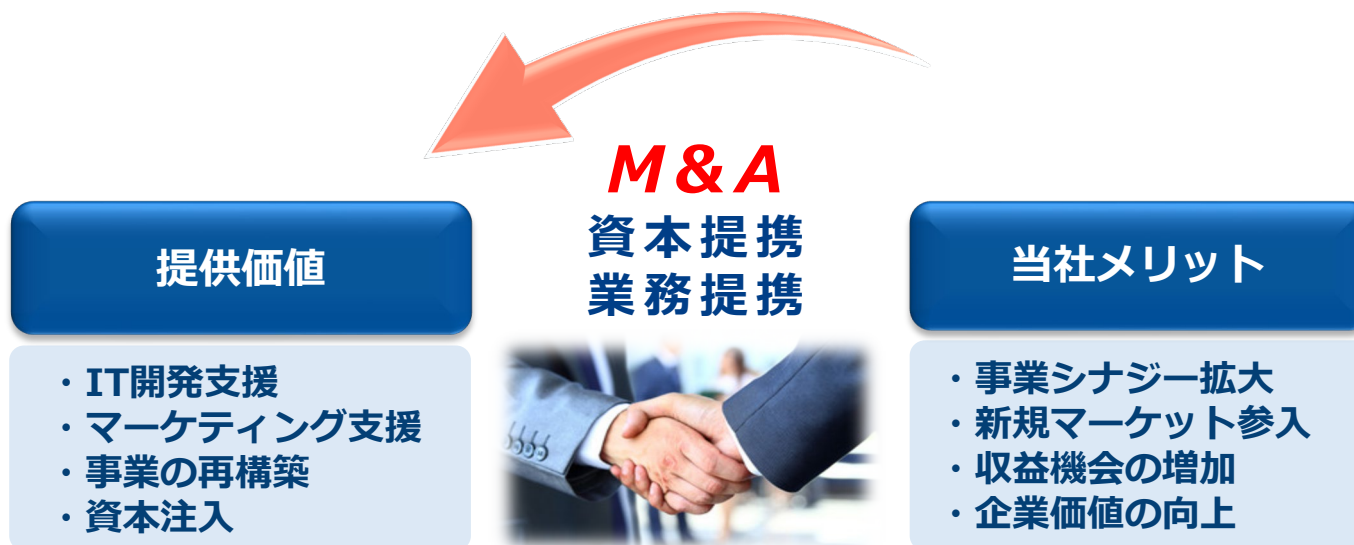 M&A
資本提携
業務提携
提供価値
・IT開発支援
・マーケティング支援
・事業の再構築
・資本注入
当社メリット
・事業シナジー拡大
・新規マーケット参入
・収益機会の増加
・企業価値の向上